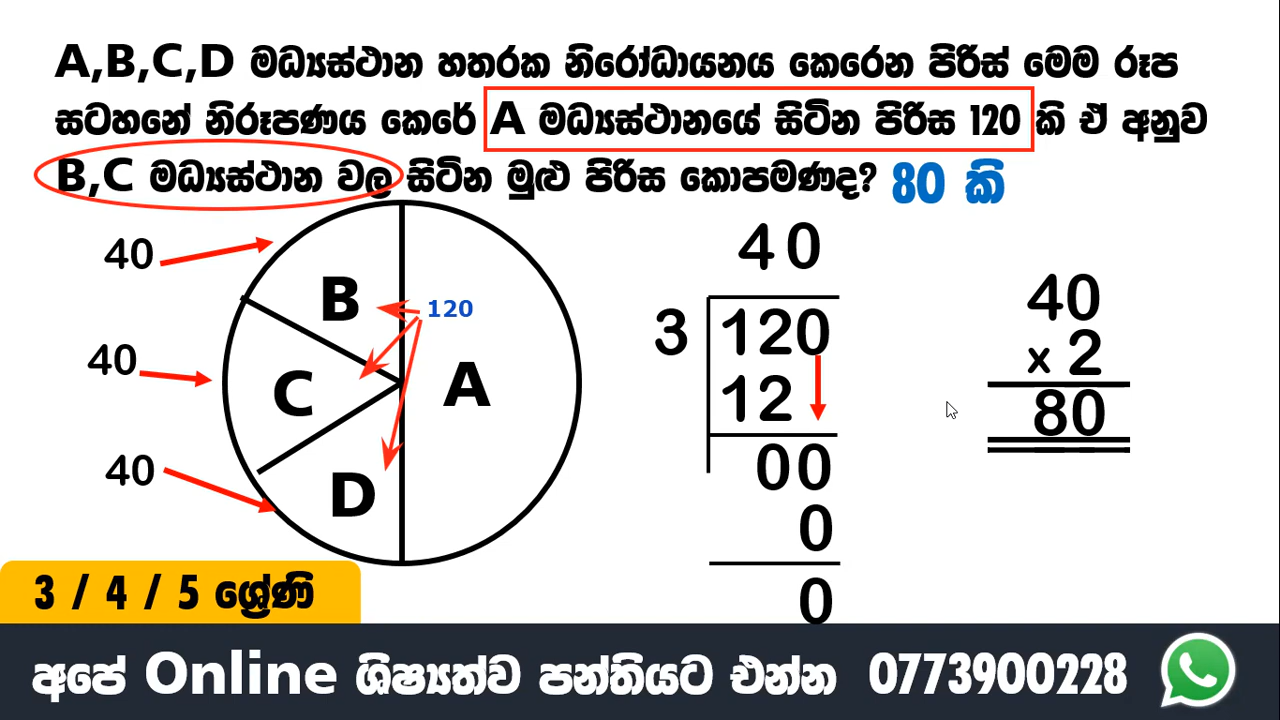 A,B,C,D මධ්‍යස්ථාන හතරක නිරෝධායනය කෙරෙන පිරිස් මෙම රූප
සටහනේ නිරූපණය කෙරේ A මධ්‍යස්ථානයේ සිටින පිරිස 120 කි ඒ අනුව
B,C මධ්‍යස්ථාන වල සිටින මුළු පිරිස කොපමණද? 80 කි
40
B
120
40
C
A
40
D
40
3 120
12
00
0
0
40
x 2
80
3 / 4 / 5 ශ්‍රේණි
අපේ Online ශිෂ්‍යත්ව පන්තියට එන්න 0773900228